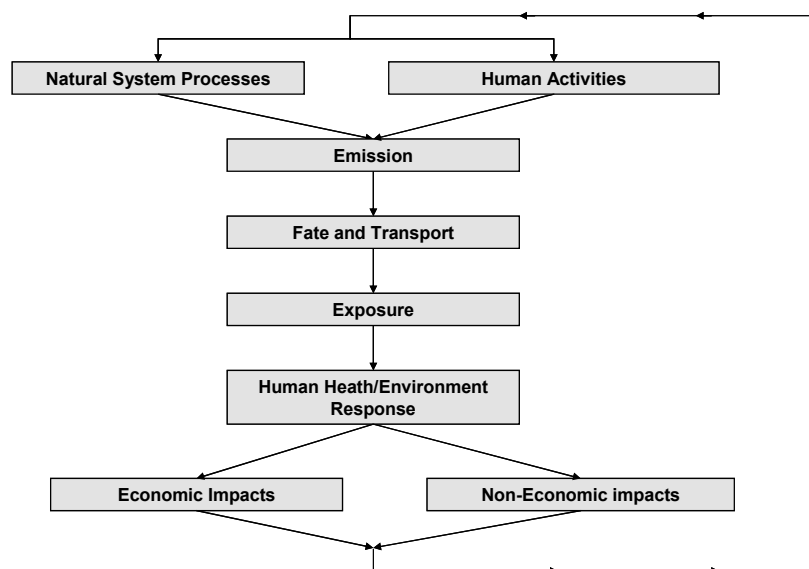 Natural System Processes
Human Activities
Emission
Fate and Transport
Exposure
Human Heath/Environment
Response
Economic Impacts
Non-Economic impacts